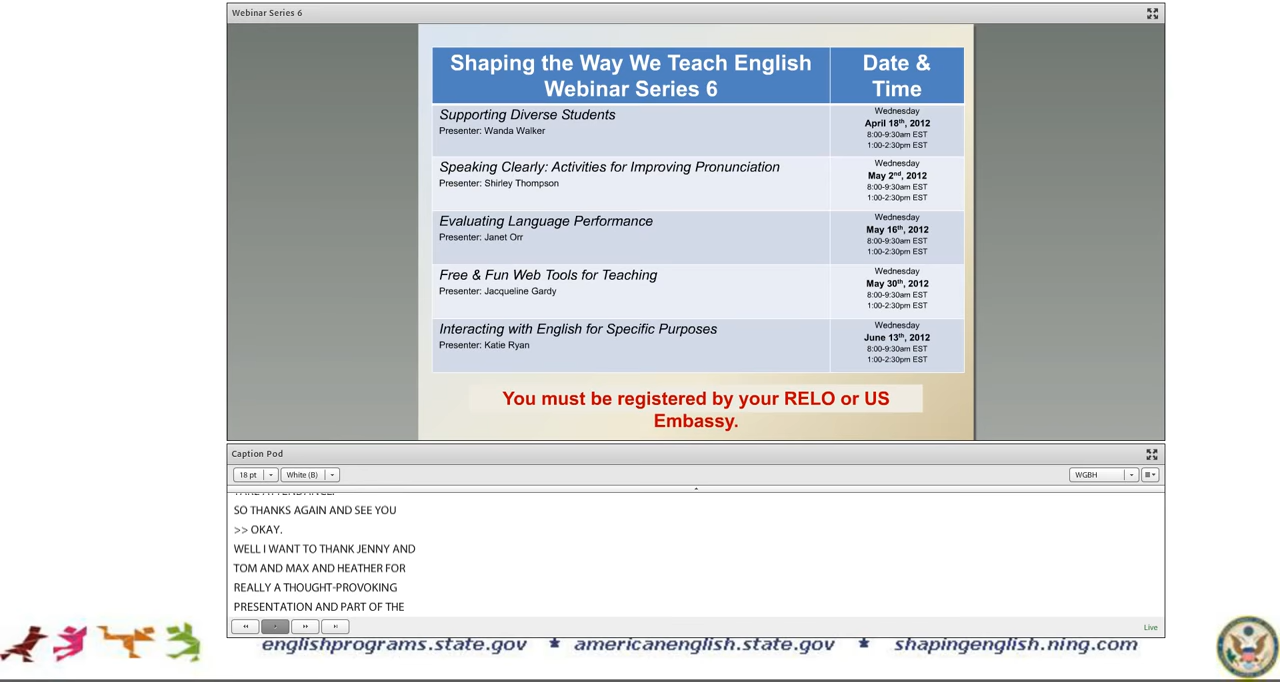 Webinar Series 6
Shaping the Way We Teach English
Webinar Series 6
Date &
Time
Supporting Diverse Students
Presenter: Wanda Walker
Wednesday
April 18th, 2012
8:00-9:30am EST
1:00-2:30pm EST
Speaking Clearly: Activities for Improving Pronunciation
Presenter: Shirley Thompson
Wednesday
May 2nd, 2012
8:00-9:30am EST
1:00-2:30pm EST
Evaluating Language Performance
Presenter: Janet Orr
Wednesday
May 16th, 2012
8:00-9:30am EST
1:00-2:30pm EST
Free & Fun Web Tools for Teaching
Presenter: Jacqueline Gardy
Wednesday
May 30th, 2012
8:00-9:30am EST
1:00-2:30pm EST
Interacting with English for Specific Purposes
Presenter: Katie Ryan
Wednesday
June 13th, 2012
8:00-9:30am EST
1:00-2:30pm EST
You must be registered by your RELO or US
Embassy.
Caption Pod
18 pt White (B) WGBH
SO THANKS AGAIN AND SEE YOU
>> OKAY.
WELL I WANT TO THANK JENNY AND
TOM AND MAX AND HEATHER FOR
REALLY A THOUGHT-PROVOKING
PRESENTATION AND PART OF THE
Live
englishprograms.state.gov ★ americanenglish.state.gov ★ shapingenglish.ning.com